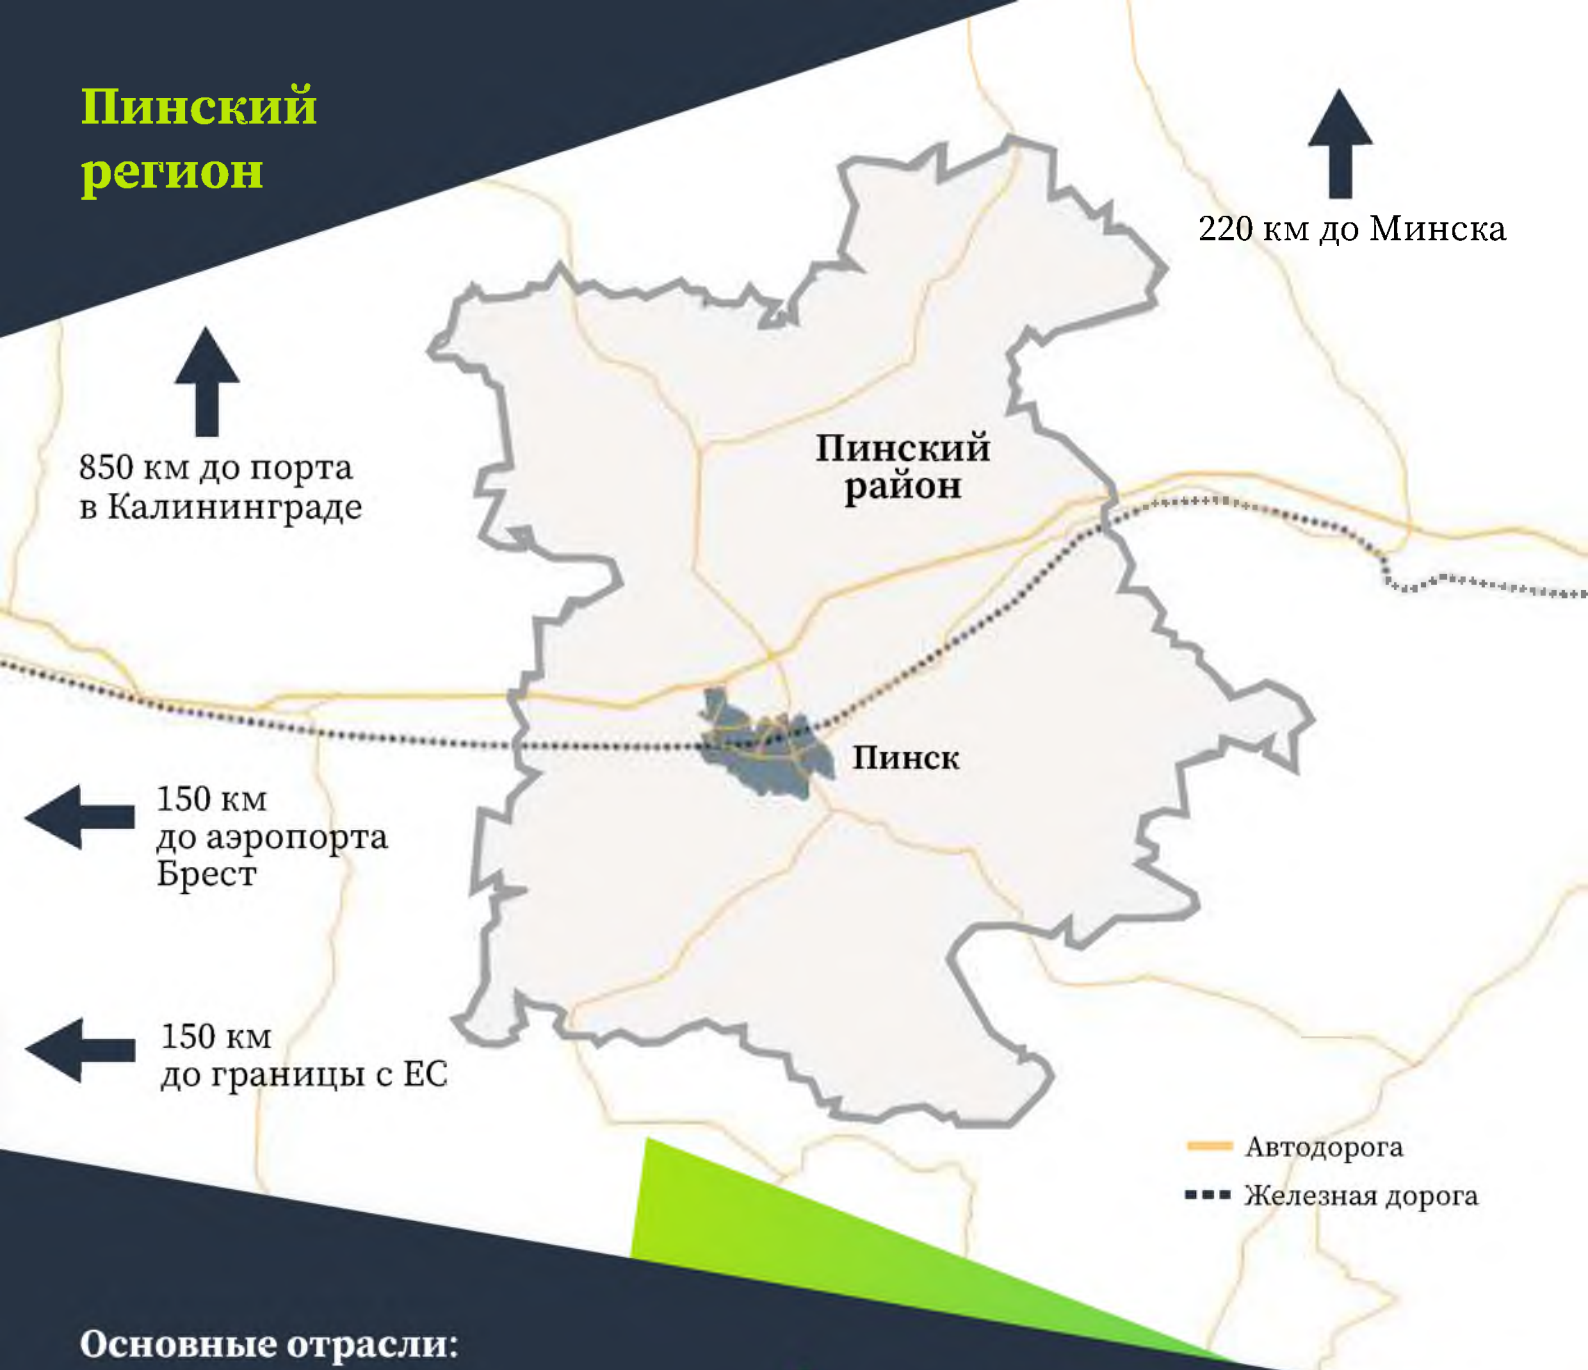 Пинский
регион
220 км до Минска
850 км до порта
в Калининграде
Пинский
район
Пинск
150 км
до аэропорта
Брест
150 км
до границы с ЕС
Автодорога
Железная дорога
Основные отрасли: